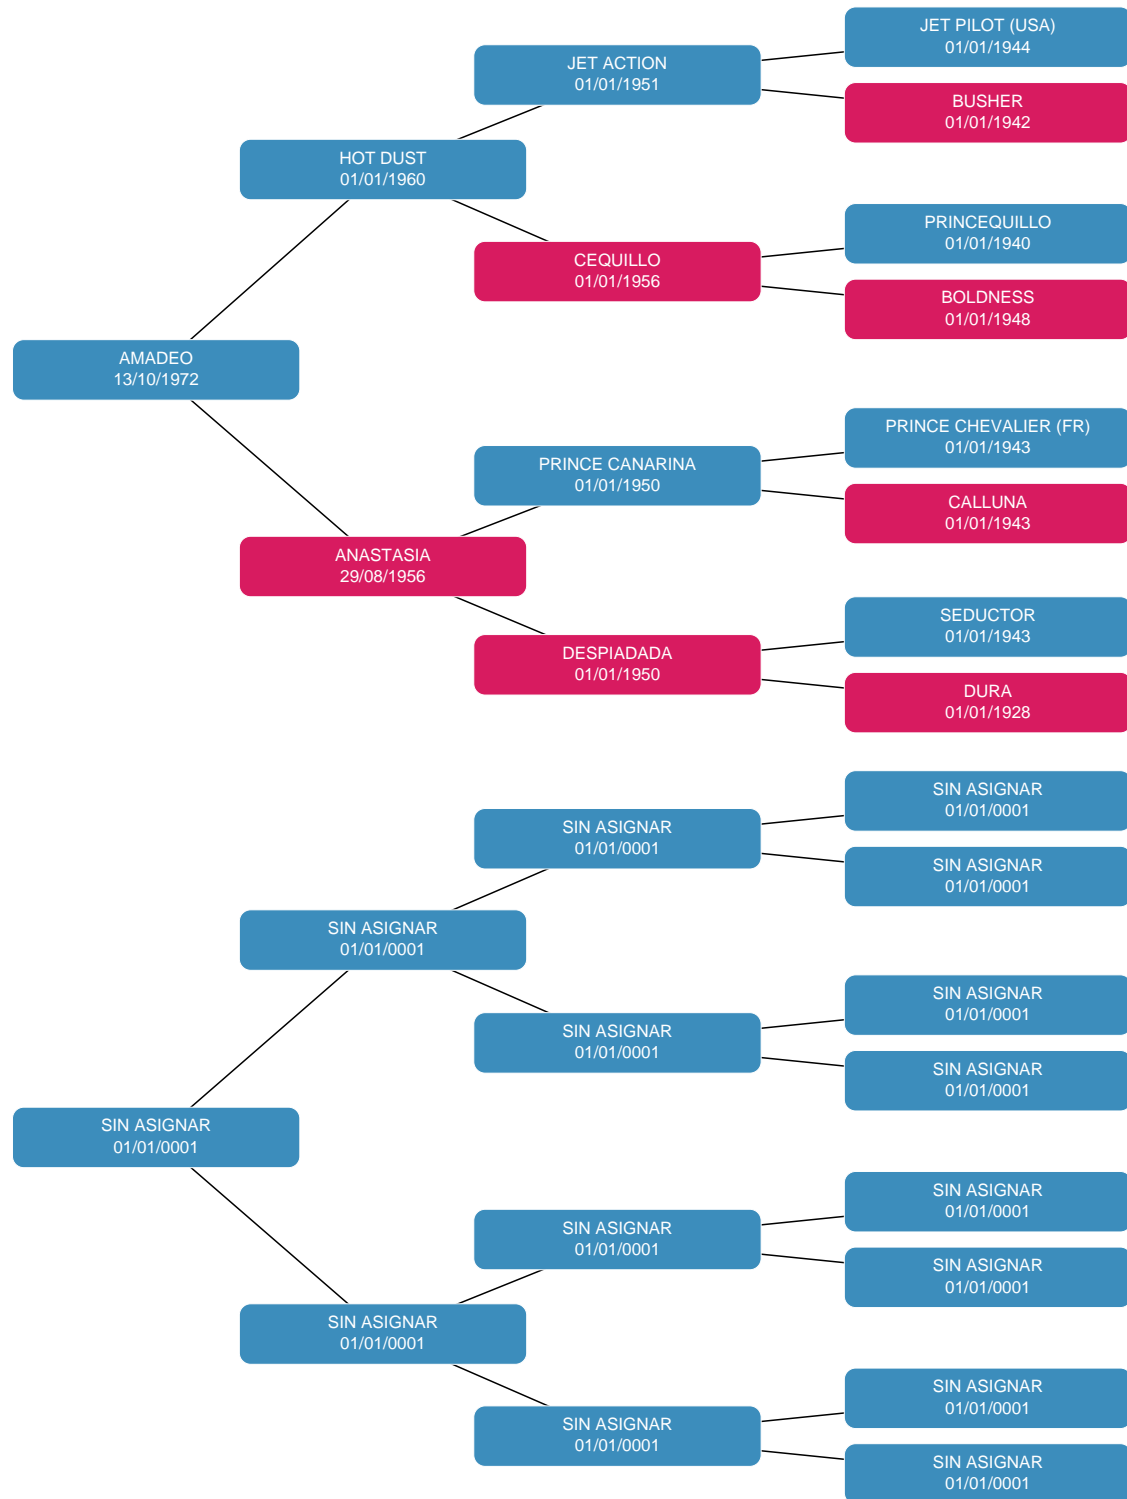 JET PILOT (USA)
01/01/1944
JET ACTION
01/01/1951
BUSHER
01/01/1942
HOT DUST
01/01/1960
PRINCEQUILLO
01/01/1940
CEQUILLO
01/01/1956
BOLDNESS
01/01/1948
AMADEO
13/10/1972
PRINCE CHEVALIER (FR)
01/01/1943
PRINCE CANARINA
01/01/1950
CALLUNA
01/01/1943
ANASTASIA
29/08/1956
SEDUCTOR
01/01/1943
DESPIADADA
01/01/1950
DURA
01/01/1928
SIN ASIGNAR
01/01/0001
SIN ASIGNAR
01/01/0001
SIN ASIGNAR
01/01/0001
SIN ASIGNAR
01/01/0001
SIN ASIGNAR
01/01/0001
SIN ASIGNAR
01/01/0001
SIN ASIGNAR
01/01/0001
SIN ASIGNAR
01/01/0001
SIN ASIGNAR
01/01/0001
SIN ASIGNAR
01/01/0001
SIN ASIGNAR
01/01/0001
SIN ASIGNAR
01/01/0001
SIN ASIGNAR
01/01/0001
SIN ASIGNAR
01/01/0001
SIN ASIGNAR
01/01/0001